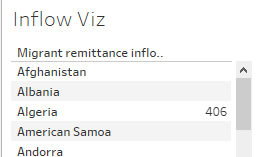 Inflow Viz
Migrant remittance inflo..
Afghanistan
Albania
Algeria 406
American Samoa
Andorra